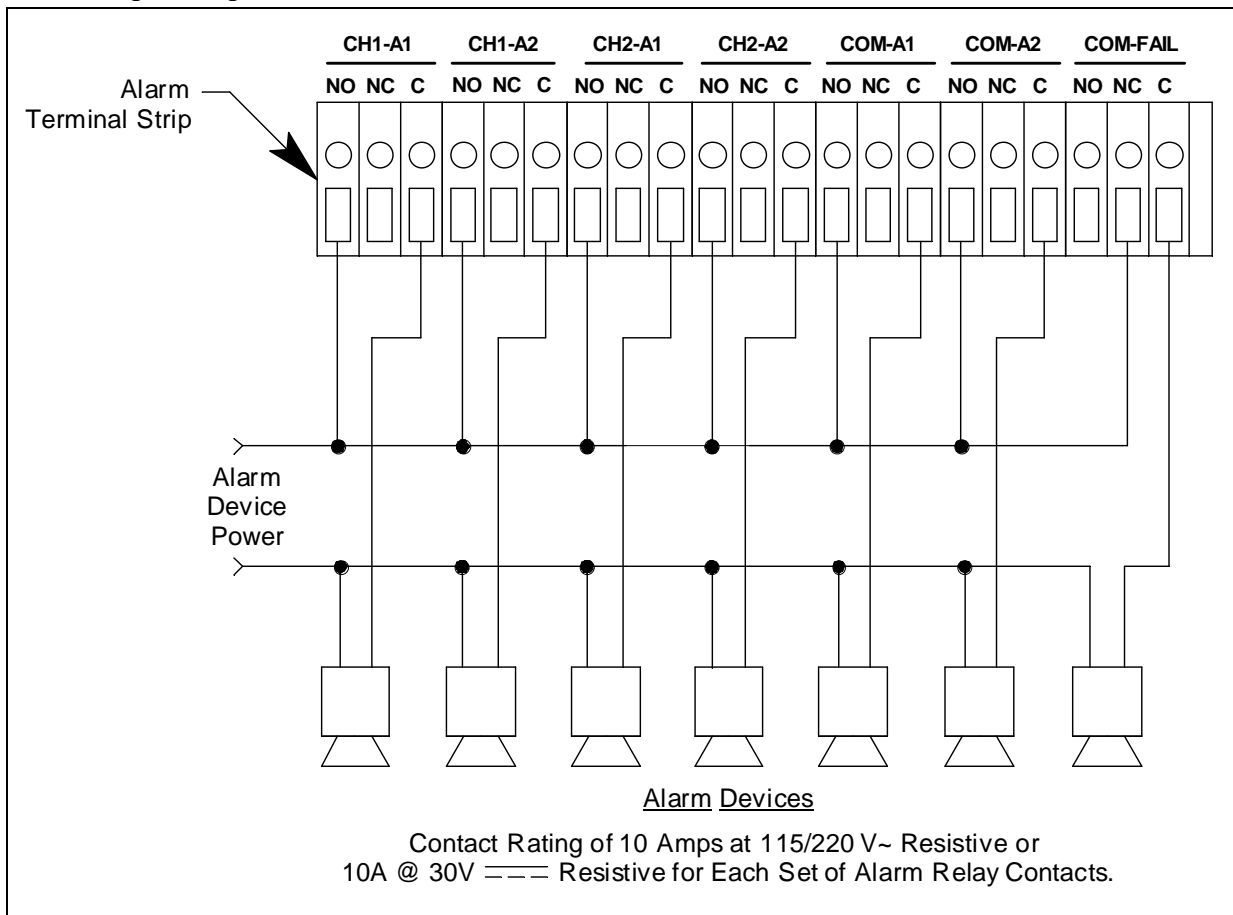 CH1-A1 CH1-A2 CH2-A1 CH2-A2 COM-A1 COM-A2 COM-FAIL
NO NC C NO NC C NO NC C NO NC C NO NC C NO NC C NO NC C
Alarm
Terminal Strip
Alarm
Device
Power
Alarm Devices
Contact Rating of 10 Amps at 115/220 V~ Resistive or
10A @ 30V Resistive for Each Set of Alarm Relay Contacts.